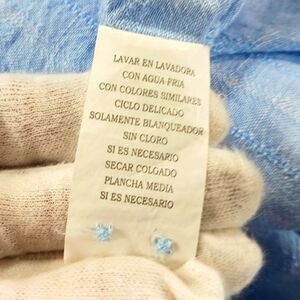 LAVAR EN LAVADORA
CON AGUA FRIA
CON COLORES SIMILARES
CICLO DELICADO
SOLAMENTE BLANQUEADOR
SIN CLORO
SI ES NECESARIO
SECAR COLGADO
PLANCHA MEDIA
SI ES NECESARIO